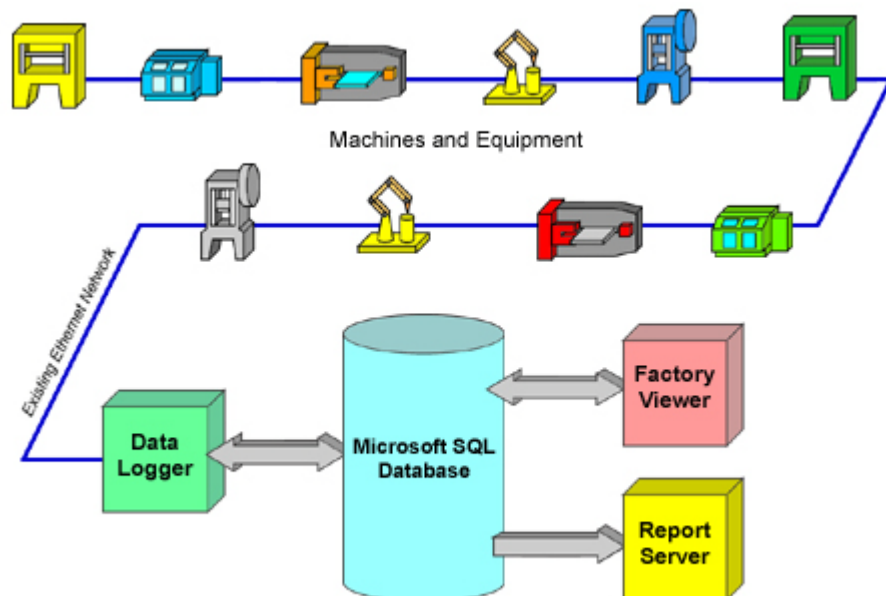 Machines and Equipment
Existing Ethernet Network
Data
Logger
Microsoft SQL
Database
Factory
Viewer
Report
Server